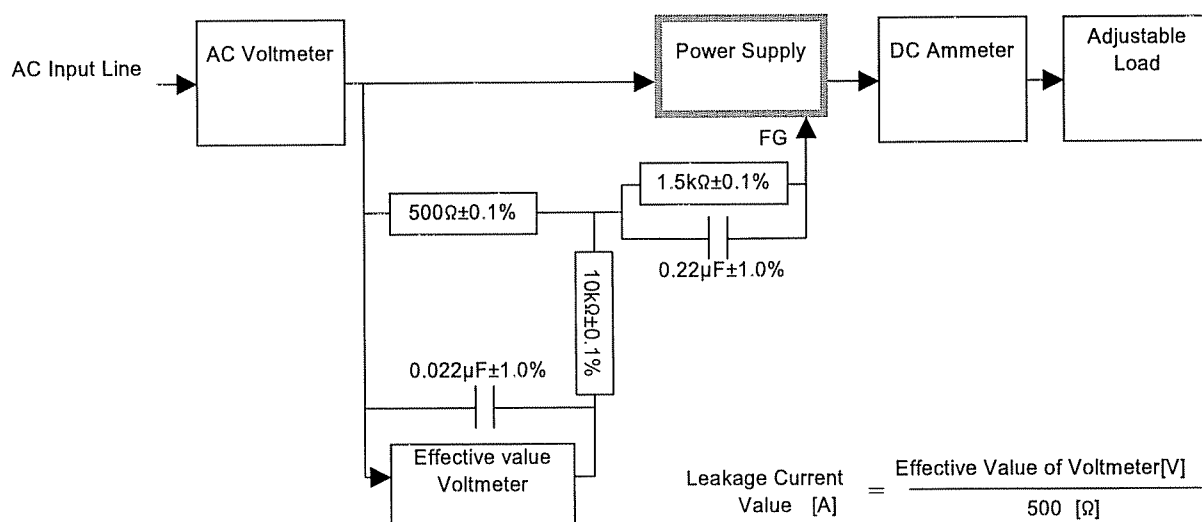 AC Input Line
AC Voltmeter
Power Supply
DC Ammeter
Adjustable
Load
FG
1.5kΩ±0.1%
500Ω±0.1%
0.22µF±1.0%
10kΩ±0.1%
0.022µF±1.0%
Effective value
Voltmeter
Leakage Current
Value [A]
=
Effective Value of Voltmeter[V]
500 [Ω]